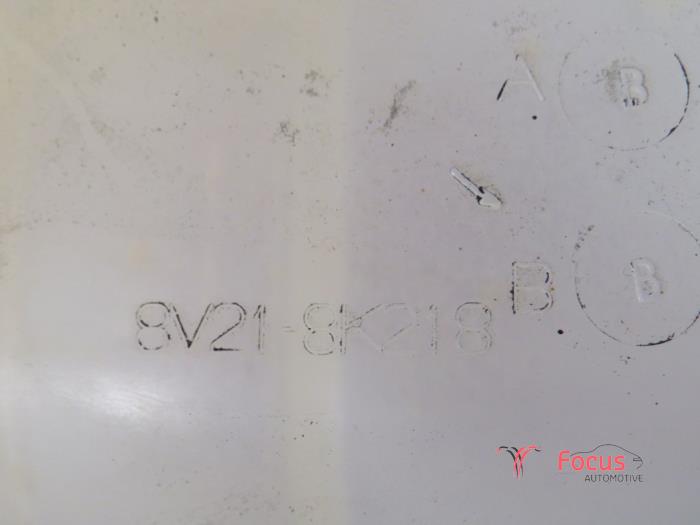 A B
B B
8V21-8K218
Focus
AUTOMOTIVE